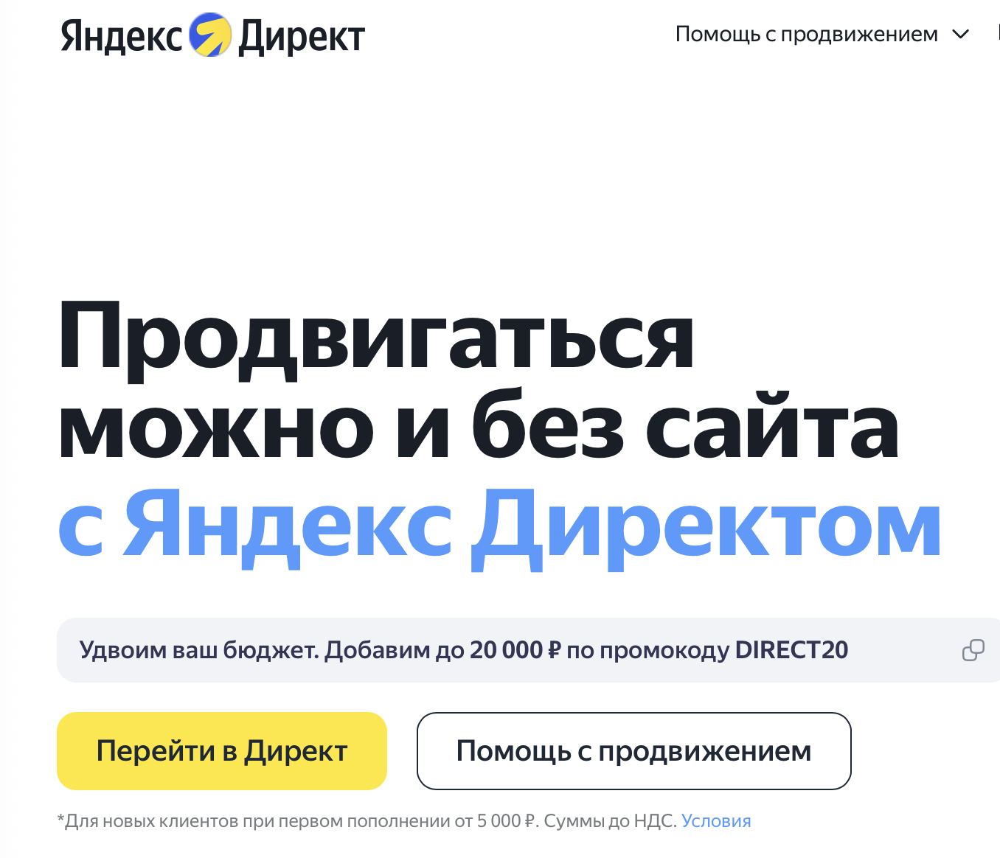 Яндекс Директ
Помощь с продвижением
Продвигаться
можно и без сайта
с Яндекс Директом
Удвоим ваш бюджет. Добавим до 20 000 ₽ по промокоду DIRECT20
Перейти в Директ
Помощь с продвижением
*Для новых клиентов при первом пополнении от 5 000 ₽. Суммы до НДС. Условия